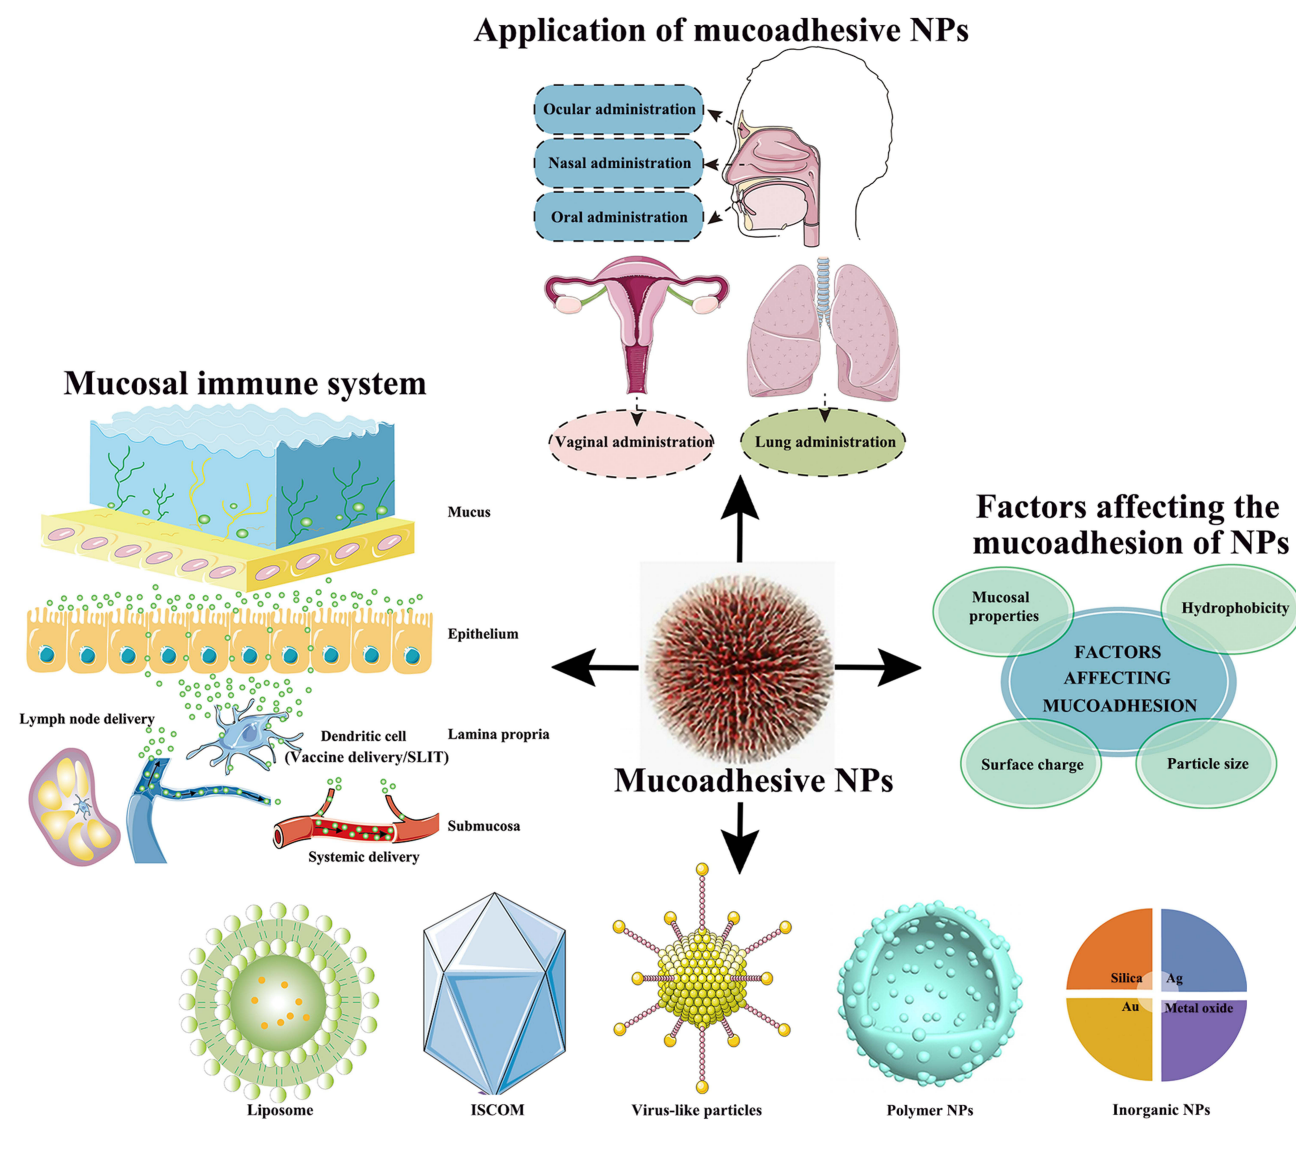 Application of mucoadhesive NPs
Ocular administration
Nasal administration
Oral administration
Vaginal administration
Lung administration
Mucosal immune system
Mucus
Epithelium
Lymph node delivery
Dendritic cell
(Vaccine delivery/SLIT)
Lamina propria
Submucosa
Systemic delivery
Mucoadhesive NPs
Factors affecting the
mucoadhesion of NPs
Mucosal
properties
Hydrophobicity
FACTORS
AFFECTING
MUCOADHESION
Surface charge
Particle size
Liposome
ISCOM
Virus-like particles
Polymer NPs
Silica
Ag
Au
Metal oxide
Inorganic NPs